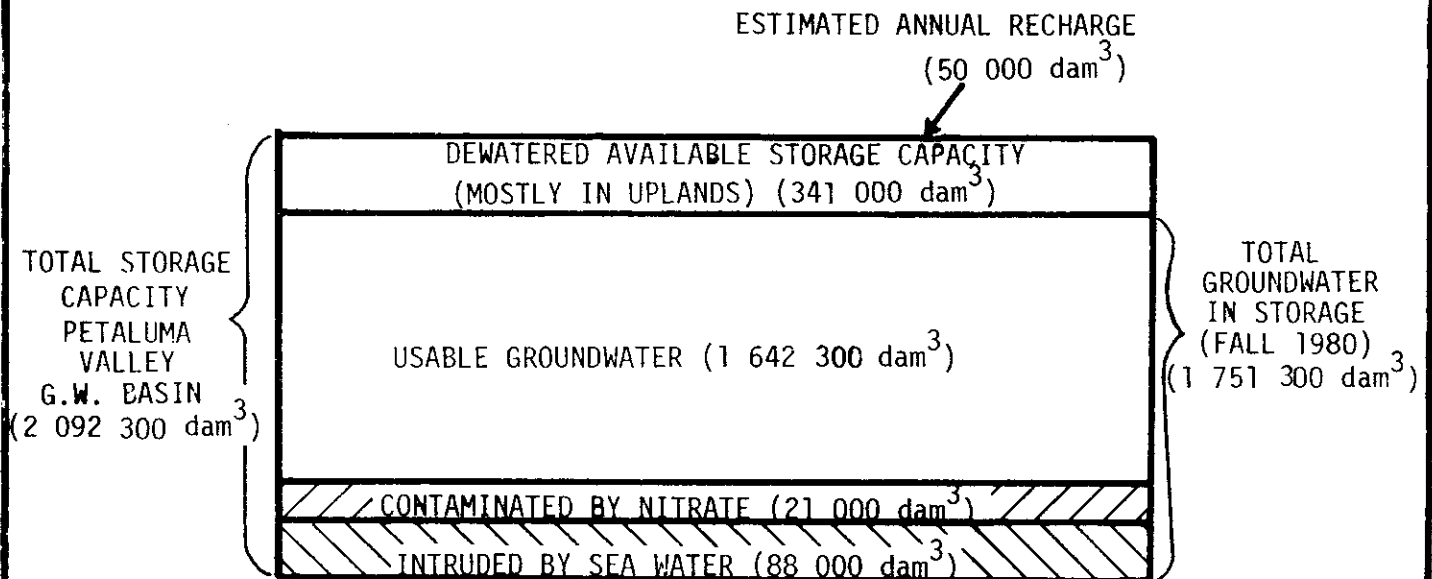 ESTIMATED ANNUAL RECHARGE
(50 000 dam³)
DEWATERED AVAILABLE STORAGE CAPACITY
(MOSTLY IN UPLANDS) (341 000 dam³)
TOTAL STORAGE
CAPACITY
PETALUMA
VALLEY
G.W. BASIN
(2 092 300 dam³)
USABLE GROUNDWATER (1 642 300 dam³)
TOTAL
GROUNDWATER
IN STORAGE
(FALL 1980)
(1 751 300 dam³)
CONTAMINATED BY NITRATE (21 000 dam³)
INTRUDED BY SEA WATER (88 000 dam³)